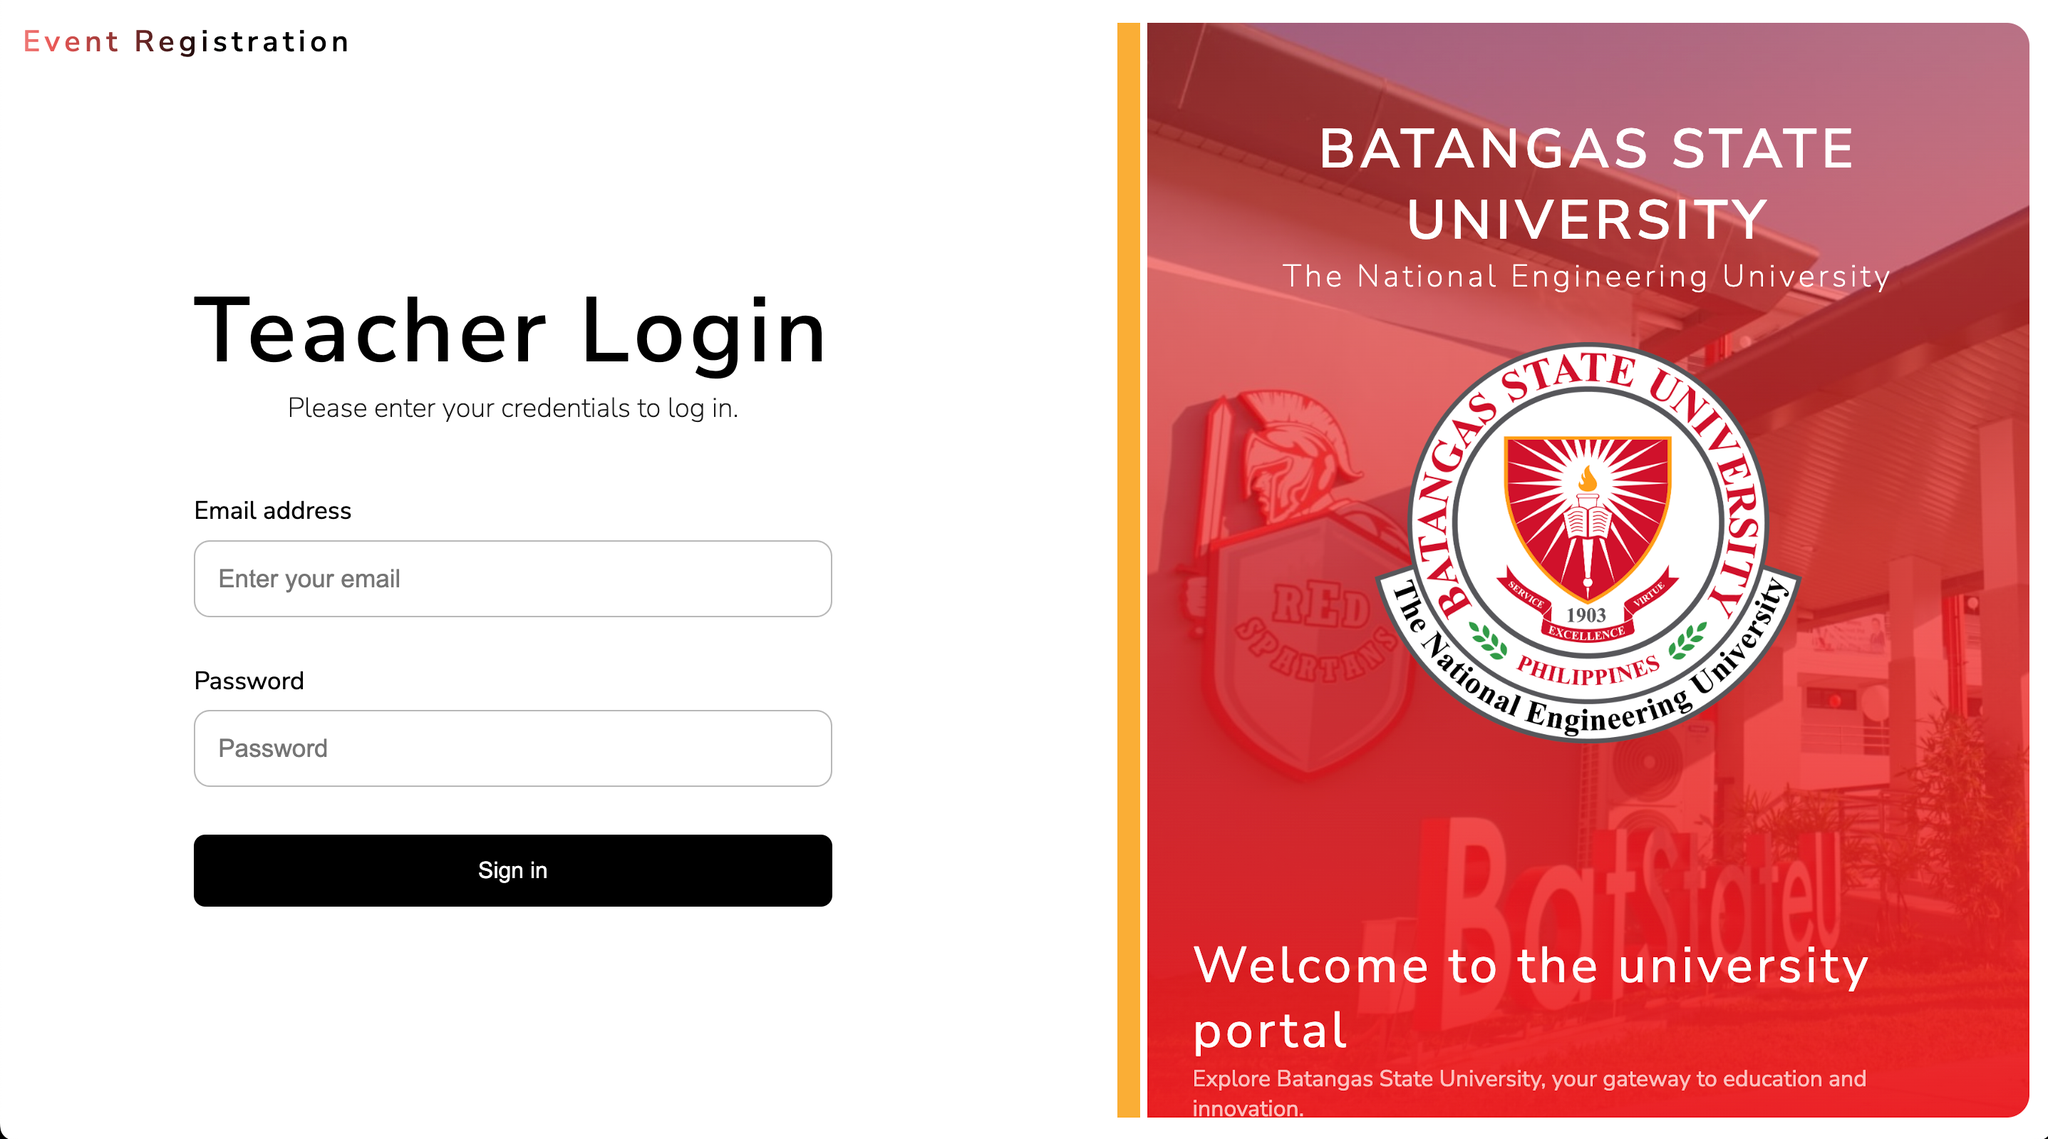 Event Registration
Teacher Login
Please enter your credentials to log in.
Email address
Enter your email
Password
Password
Sign in
BATANGAS STATE
UNIVERSITY
The National Engineering University
BATANGAS STATE UNIVERSITY
SERVICE
EXCELLENCE
VIRTUE
1903
PHILIPPINES
The National Engineering University
RED
SPARTANS
BatStateU
Welcome to the university
portal
Explore Batangas State University, your gateway to education and
innovation.